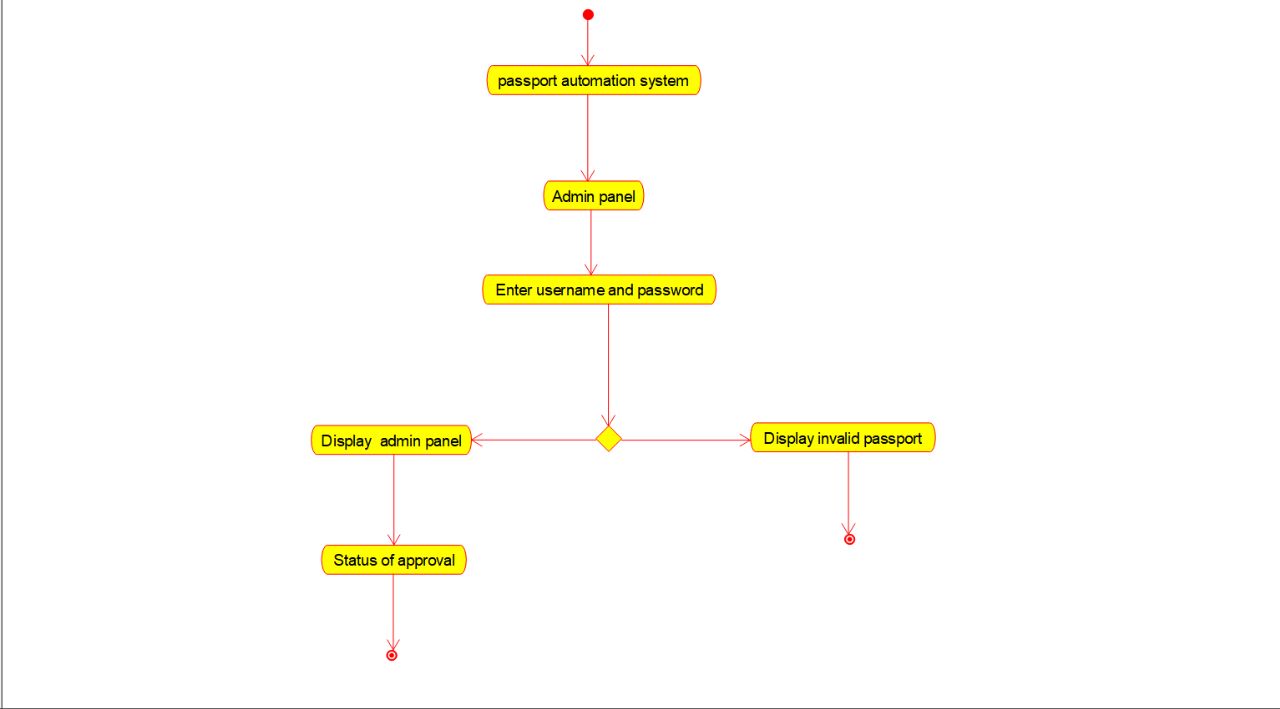 passport automation system
Admin panel
Enter username and password
Display admin panel
Display invalid passport
Status of approval